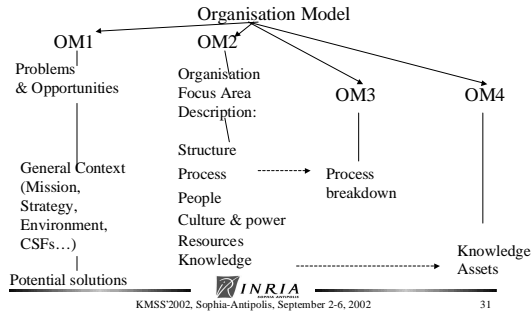 Organisation Model
OM1
Problems
& Opportunities
General Context
(Mission,
Strategy,
Environment,
CSFs…)
Potential solutions
OM2
Organisation
Focus Area
Description:
Structure
Process
People
Culture & power
Resources
Knowledge
OM3
Process
breakdown
OM4
Knowledge
Assets
INRIA
SOPHIA ANTIPOLIS
KMSS'2002, Sophia-Antipolis, September 2-6, 2002
31